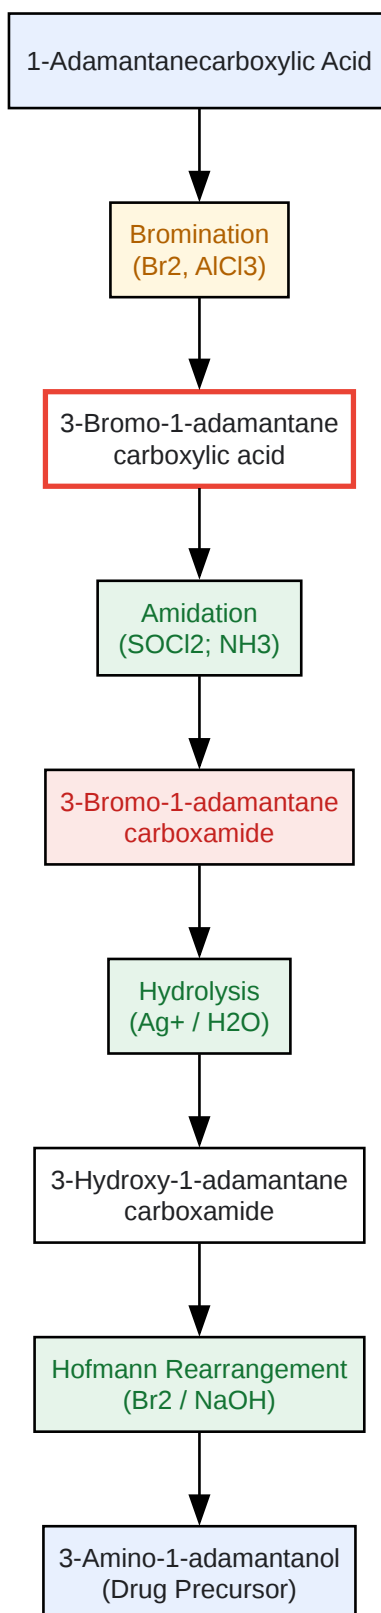 1-Adamantanecarboxylic Acid
Bromination
(Br2, AlCl3)
3-Bromo-1-adamantane
carboxylic acid
Amidation
(SOCl2; NH3)
3-Bromo-1-adamantane
carboxamide
Hydrolysis
(Ag+ / H2O)
3-Hydroxy-1-adamantane
carboxamide
Hofmann Rearrangement
(Br2 / NaOH)
3-Amino-1-adamantanol
(Drug Precursor)